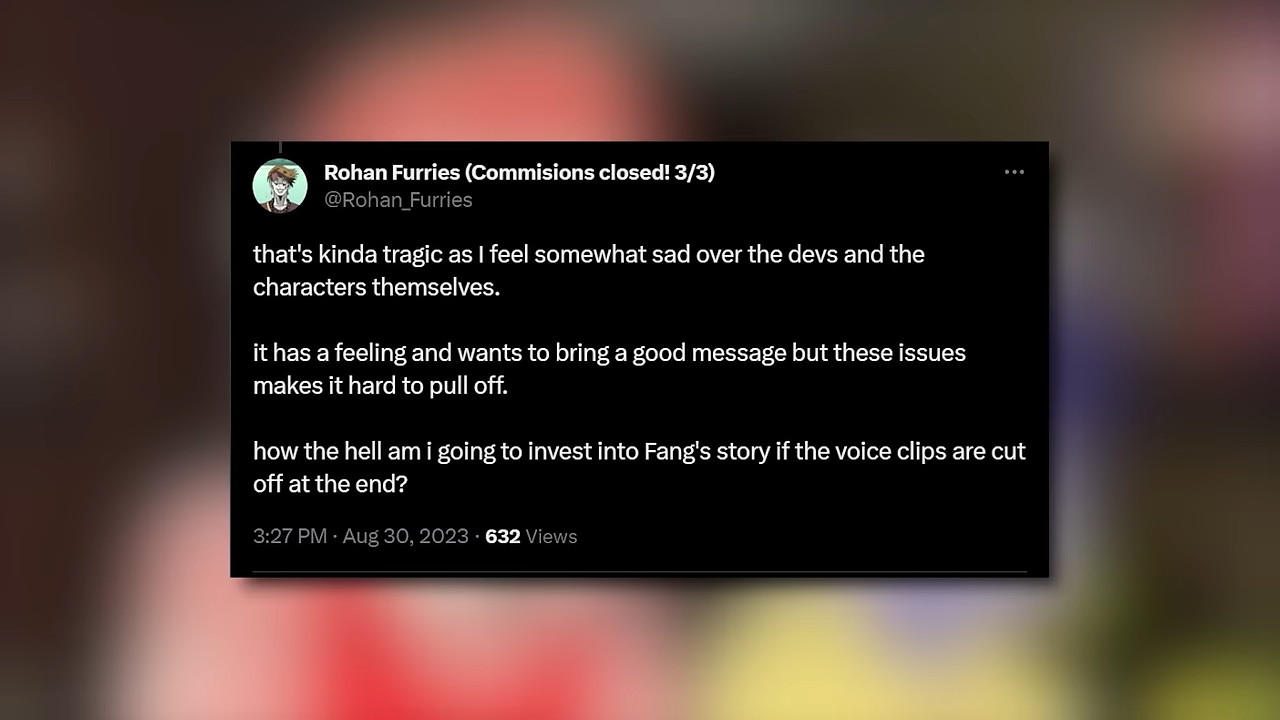 Rohan Furries (Commisions closed! 3/3)
@Rohan_Furries
that's kinda tragic as I feel somewhat sad over the devs and the
characters themselves.
it has a feeling and wants to bring a good message but these issues
makes it hard to pull off.
how the hell am i going to invest into Fang's story if the voice clips are cut
off at the end?
3:27 PM · Aug 30, 2023 · 632 Views